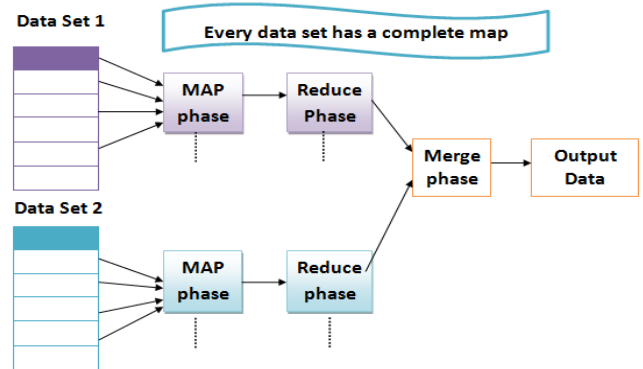 Data Set 1
Every data set has a complete map
MAP
phase
Reduce
Phase
Merge
phase
Output
Data
Data Set 2
MAP
phase
Reduce
phase